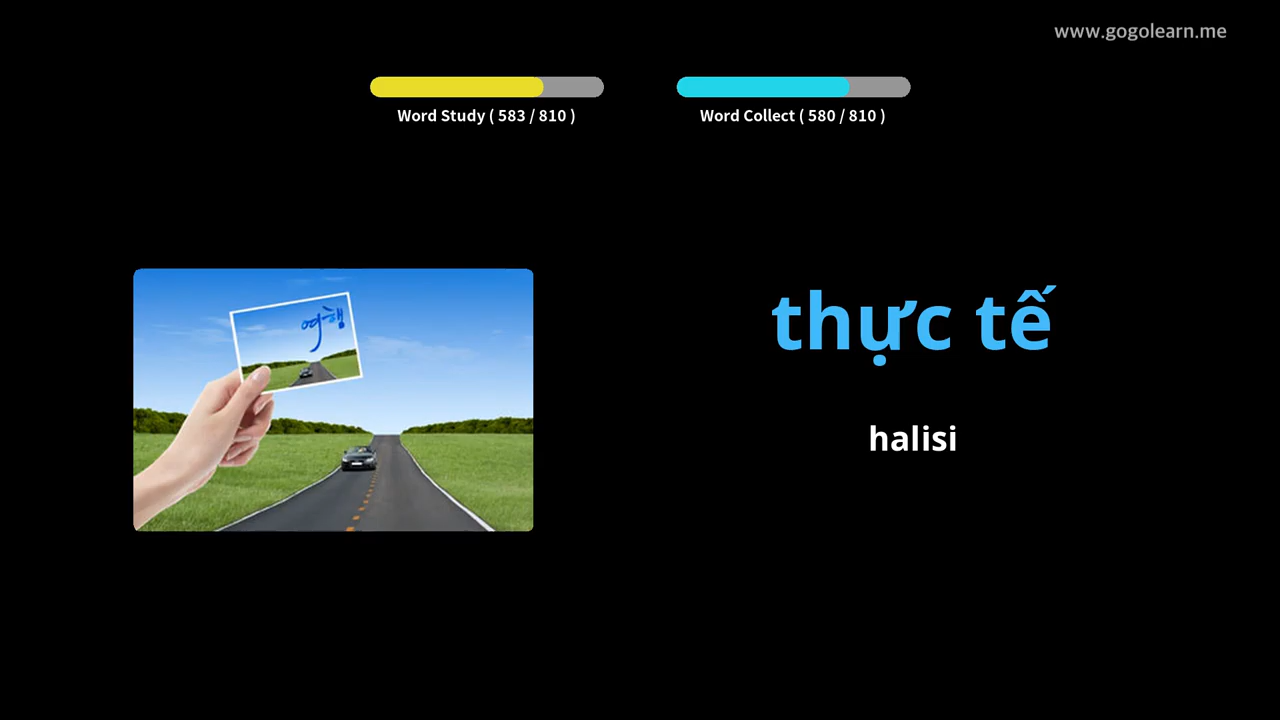 www.gogolearn.me
Word Study ( 583 / 810 )
Word Collect ( 580 / 810 )
여행
thực tế
halisi